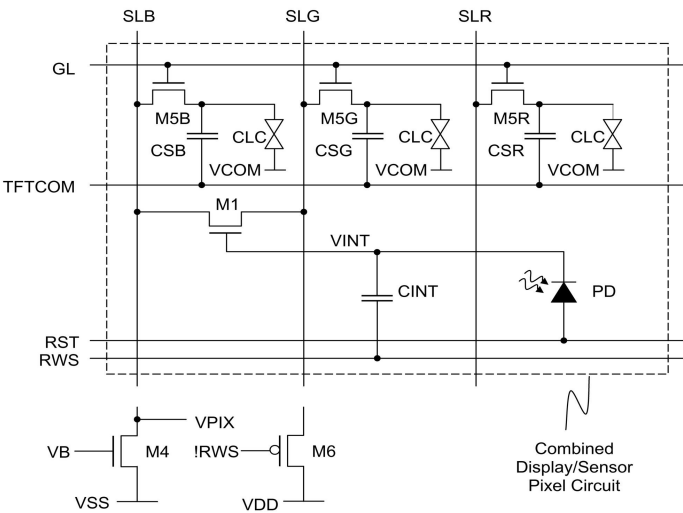 SLB SLG SLR
GL
M5B M5G M5R
CLC CLC CLC
CSB CSG CSR
VCOM VCOM VCOM
TFTCOM
M1
VINT
CINT PD
RST
RWS
VPIX
VB M4 !RWS M6
VSS VDD
Combined
Display/Sensor
Pixel Circuit